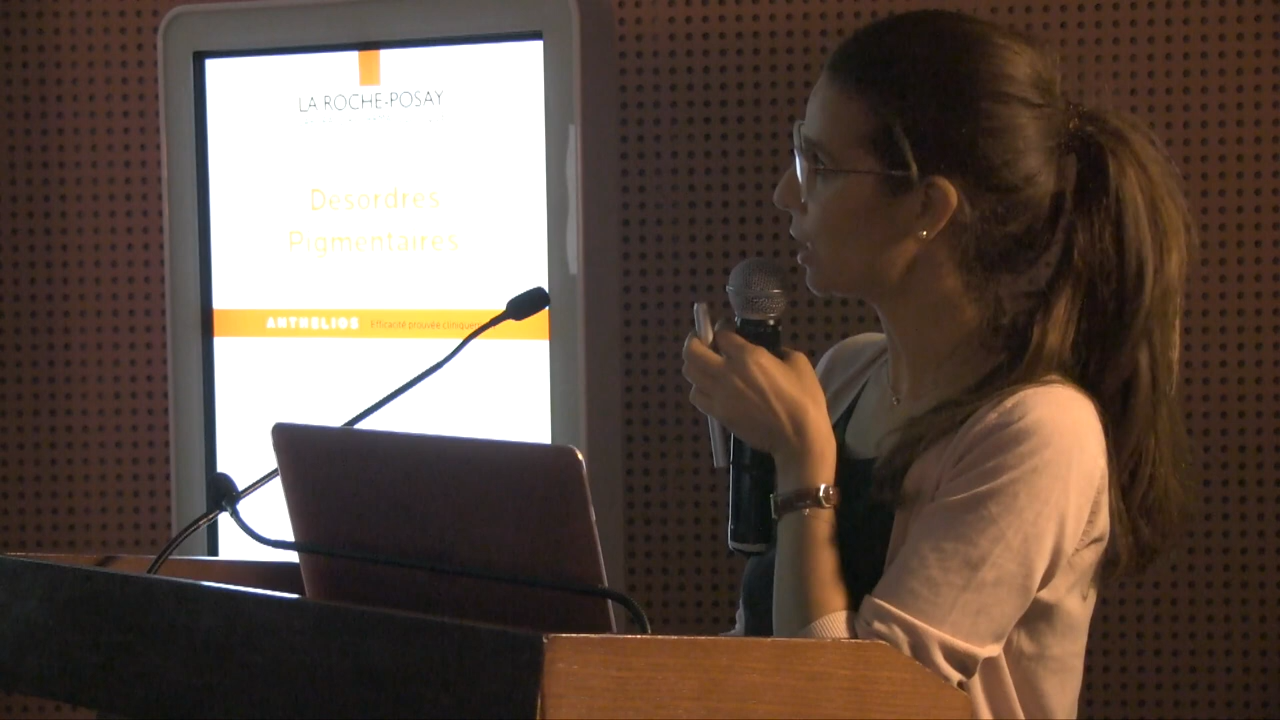 LA ROCHE-POSAY
Desordres
Pigmentaires
ANTHELIOS Efficacité prouvée cliniquement